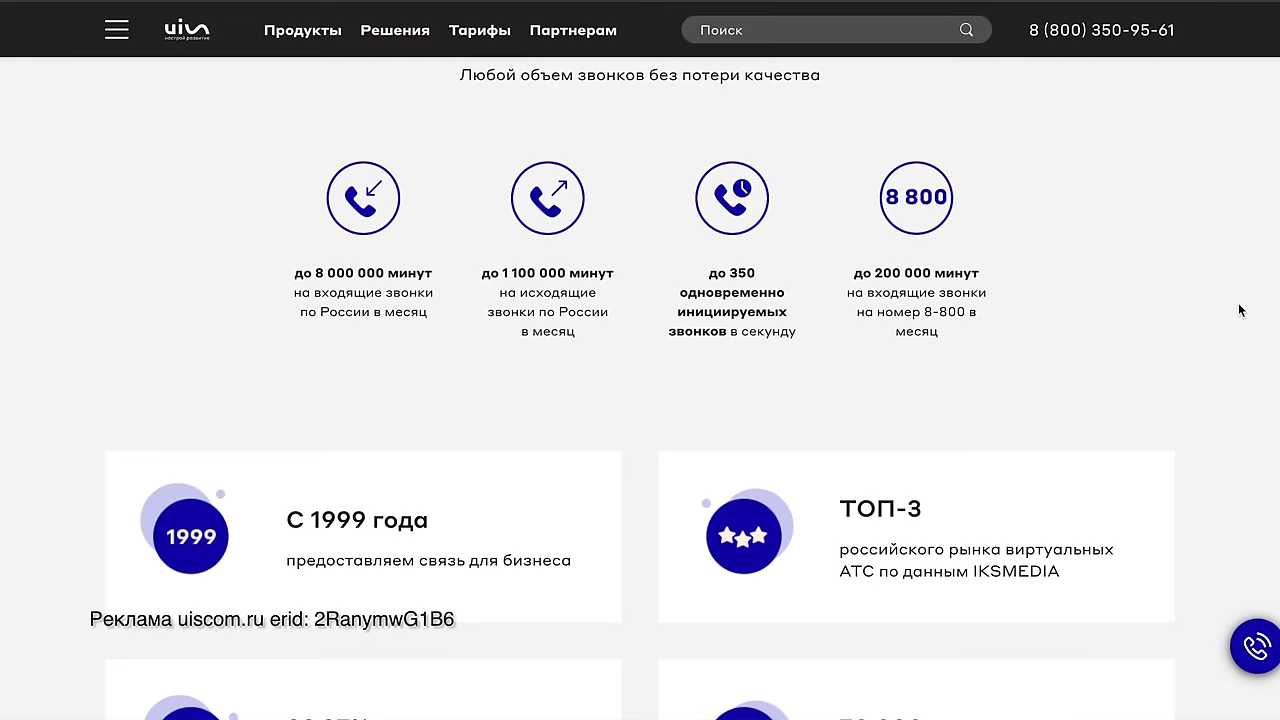 uis
Продукты
Решения
Тарифы
Партнерам
Поиск
8 (800) 350-95-61
Любой объем звонков без потери качества
8 800
до 8 000 000 минут
на входящие звонки
по России в месяц
до 1 100 000 минут
на исходящие
звонки по России
в месяц
до 350
одновременно
инициируемых
звонков в секунду
до 200 000 минут
на входящие звонки
на номер 8-800 в
месяц
1999
С 1999 года
предоставляем связь для бизнеса
ТОП-3
российского рынка виртуальных
АТС по данным IKSMEDIA
Реклама uiscom.ru erid: 2RanymwG1B6